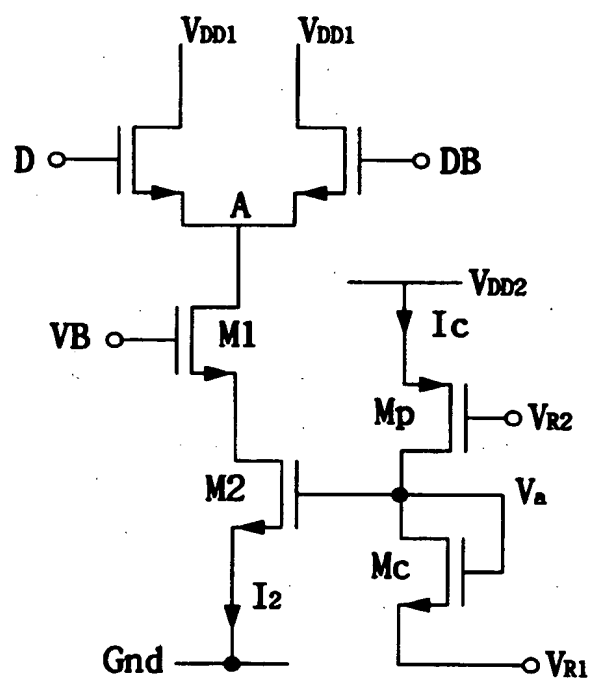 VDD1 VDD1
D DB
A
VDD2
Ic
VB M1
Mp VR2
M2 Va
Mc
I2
Gnd VR1